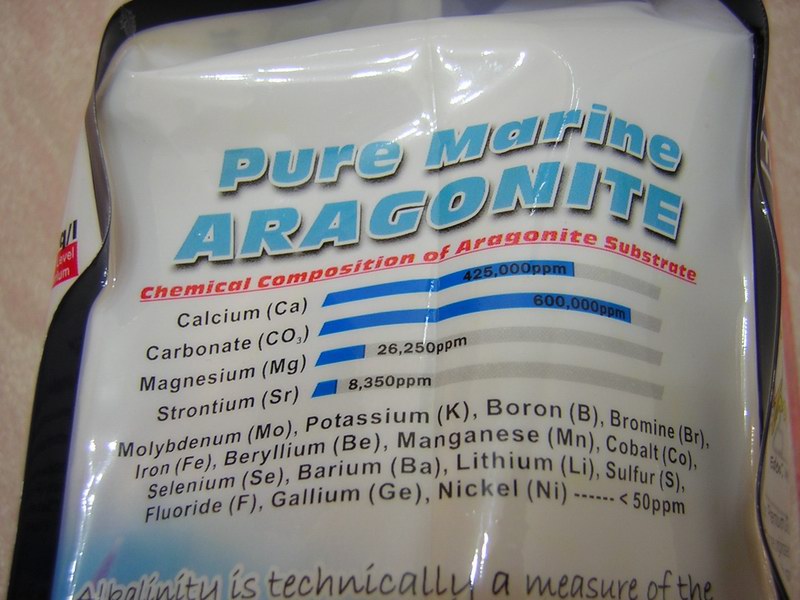 Pure Marine
ARAGONITE
Chemical Composition of Aragonite Substrate
Calcium (Ca) 425,000ppm
Carbonate (CO₃) 600,000ppm
Magnesium (Mg) 26,250ppm
Strontium (Sr) 8,350ppm
Molybdenum (Mo), Potassium (K), Boron (B), Bromine (Br),
Iron (Fe), Beryllium (Be), Manganese (Mn), Cobalt (Co),
Selenium (Se), Barium (Ba), Lithium (Li), Sulfur (S),
Fluoride (F), Gallium (Ge), Nickel (Ni) ------ < 50ppm
Alkalinity is technically a measure of the